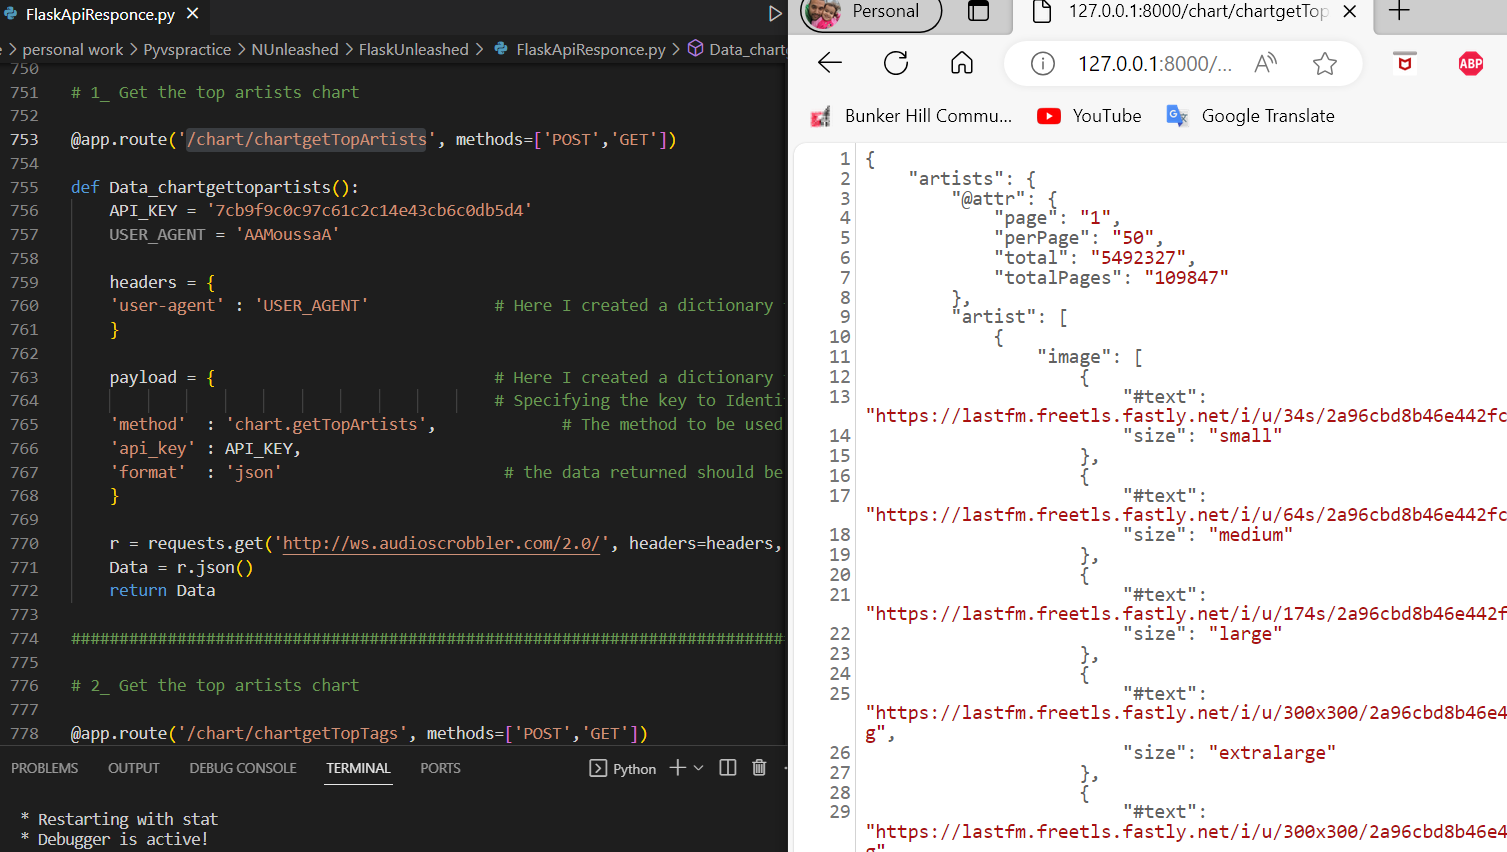 FlaskApiResponce.py
> personal work > Pyvspractice > NUnleashed > FlaskUnleashed > FlaskApiResponce.py > Data_chart
750
751 # 1_ Get the top artists chart
752
753 @app.route('/chart/chartgetTopArtists', methods=['POST','GET'])
754
755 def Data_chartgettopartists():
756 API_KEY = '7cb9f9c0c97c61c2c14e43cb6c0db5d4'
757 USER_AGENT = 'AAMoussaA'
758
759 headers = {
760 'user-agent' : 'USER_AGENT' # Here I created a dictionary
761 }
762
763 payload = { # Here I created a dictionary
764 # Specifying the key to Identi
765 'method' : 'chart.getTopArtists', # The method to be used
766 'api_key' : API_KEY,
767 'format' : 'json' # the data returned should be
768 }
769
770 r = requests.get('http://ws.audioscrobbler.com/2.0/', headers=headers,
771 Data = r.json()
772 return Data
773
774 ##########################################################################
775
776 # 2_ Get the top artists chart
777
778 @app.route('/chart/chartgetTopTags', methods=['POST','GET'])
PROBLEMS OUTPUT DEBUG CONSOLE TERMINAL PORTS Python
* Restarting with stat
* Debugger is active!
Personal 127.0.0.1:8000/chart/chartgetTop
127.0.0.1:8000/... ABP
Bunker Hill Commu... YouTube Google Translate
1 {
2 "artists": {
3 "@attr": {
4 "page": "1",
5 "perPage": "50",
6 "total": "5492327",
7 "totalPages": "109847"
8 },
9 "artist": [
10 {
11 "image": [
12 {
13 "#text":
"https://lastfm.freetls.fastly.net/i/u/34s/2a96cbd8b46e442fc
14 "size": "small"
15 },
16 {
17 "#text":
"https://lastfm.freetls.fastly.net/i/u/64s/2a96cbd8b46e442fc
18 "size": "medium"
19 },
20 {
21 "#text":
"https://lastfm.freetls.fastly.net/i/u/174s/2a96cbd8b46e442f
22 "size": "large"
23 },
24 {
25 "#text":
"https://lastfm.freetls.fastly.net/i/u/300x300/2a96cbd8b46e4
g",
26 "size": "extralarge"
27 },
28 {
29 "#text":
"https://lastfm.freetls.fastly.net/i/u/300x300/2a96cbd8b46e4